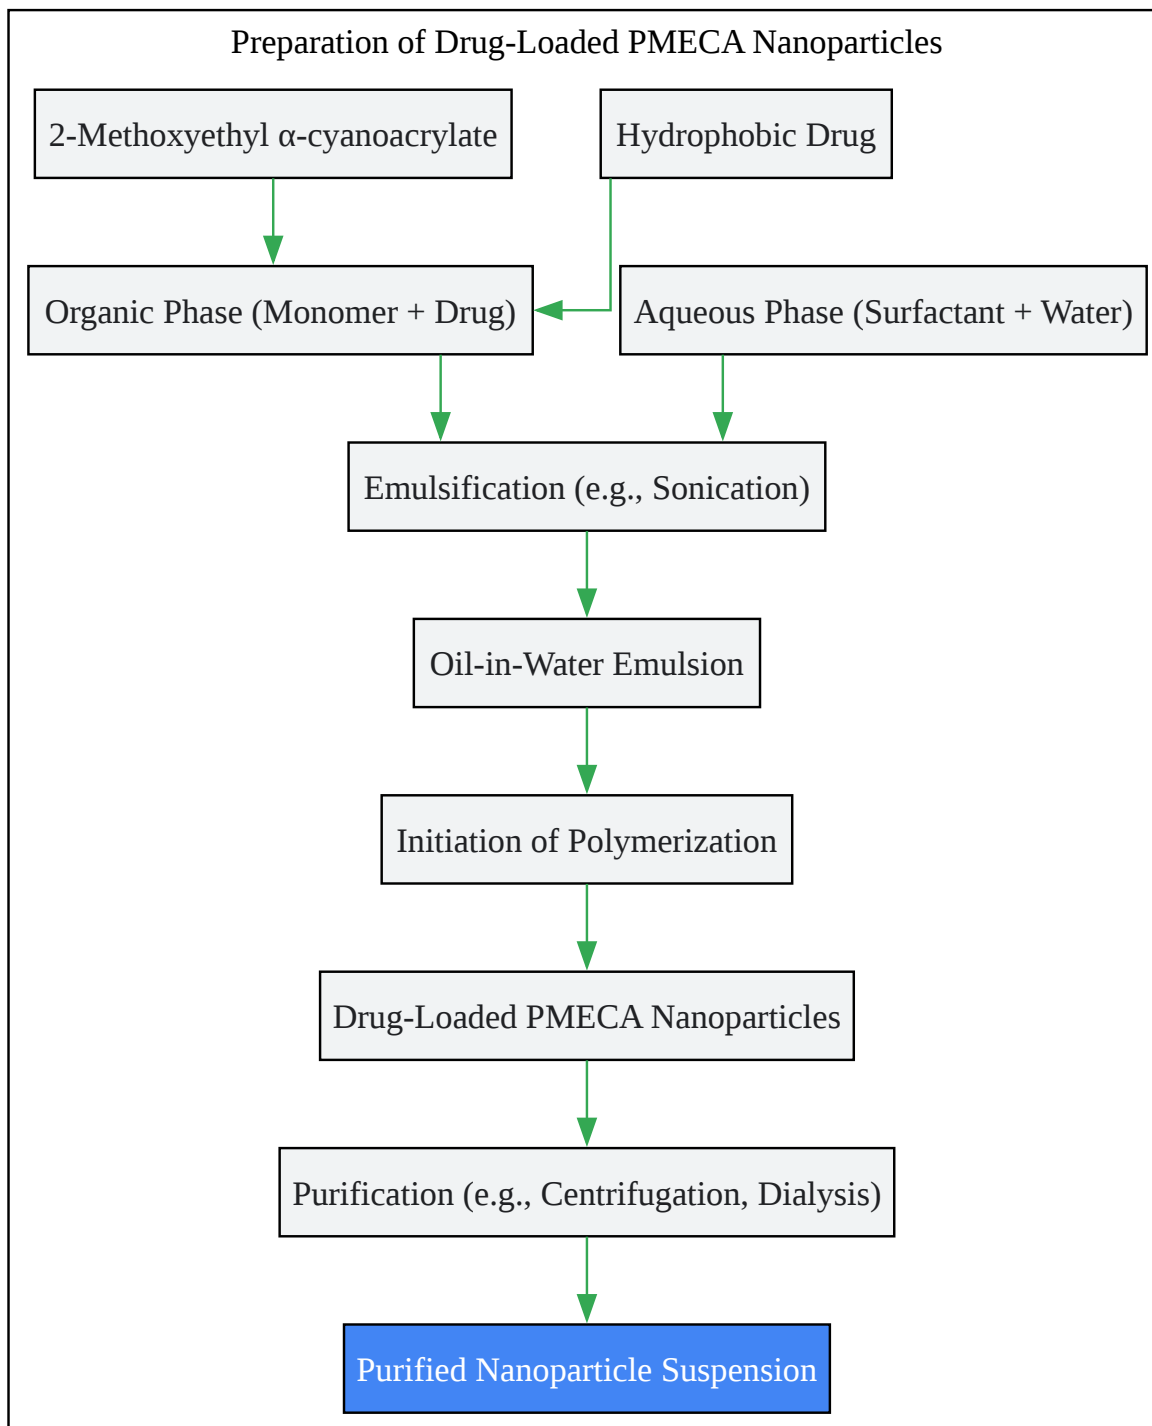 Preparation of Drug-Loaded PMECA Nanoparticles
2-Methoxyethyl α-cyanoacrylate
Hydrophobic Drug
Organic Phase (Monomer + Drug)
Aqueous Phase (Surfactant + Water)
Emulsification (e.g., Sonication)
Oil-in-Water Emulsion
Initiation of Polymerization
Drug-Loaded PMECA Nanoparticles
Purification (e.g., Centrifugation, Dialysis)
Purified Nanoparticle Suspension